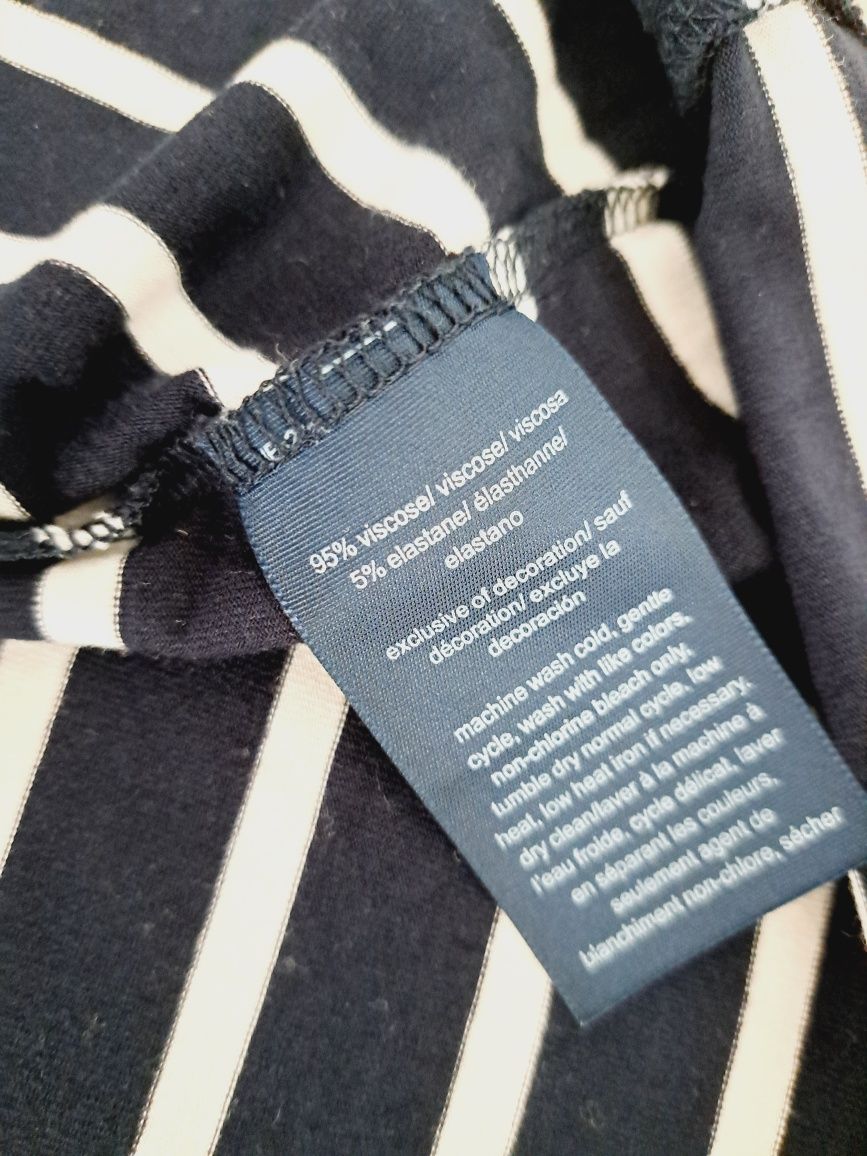 95% viscose/ viscose/ viscosa
5% elastane/ élasthanne/
elastano
exclusive of decoration/ sauf
décoration/ excluye la
decoración
machine wash cold, gentle
cycle, wash with like colors,
non-chlorine bleach only,
tumble dry normal cycle, low
heat, low heat iron if necessary,
dry clean/laver à la machine à
l'eau froide, cycle délicat, laver
en séparent les couleurs,
seulement agent de
blanchiment non-chlore, sécher